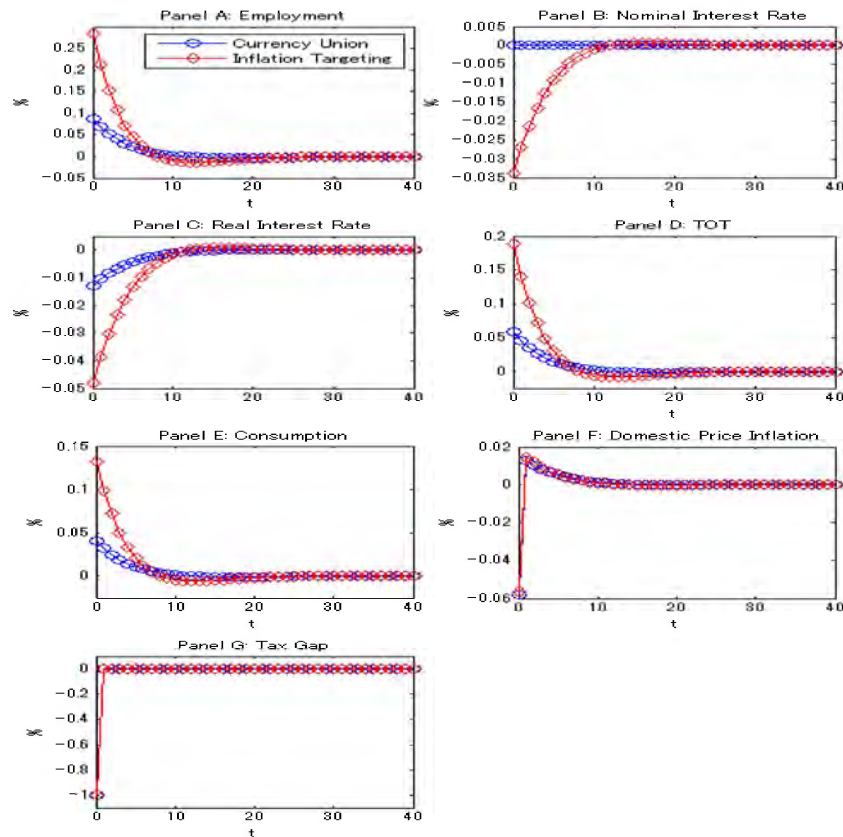 Panel A: Employment
Panel B: Nominal Interest Rate
0.25
0.2
0.15
0.1
0.05
0
-0.05
%
Currency Union
Inflation Targeting
0 10 20 30 40
t
0.005
0
-0.005
-0.01
-0.015
-0.02
-0.025
-0.03
-0.035
%
0 10 20 30 40
t
Panel C: Real Interest Rate
Panel D: TOT
0
-0.01
-0.02
-0.03
-0.04
-0.05
%
0 10 20 30 40
t
0.2
0.15
0.1
0.05
0
-0.05
%
0 10 20 30 40
t
Panel E: Consumption
Panel F: Domestic Price Inflation
0.15
0.1
0.05
0
%
0 10 20 30 40
t
0.02
0
-0.02
-0.04
-0.06
%
0 10 20 30 40
t
Panel G: Tax Gap
0
-0.2
-0.4
-0.6
-0.8
-1
%
0 10 20 30 40
t